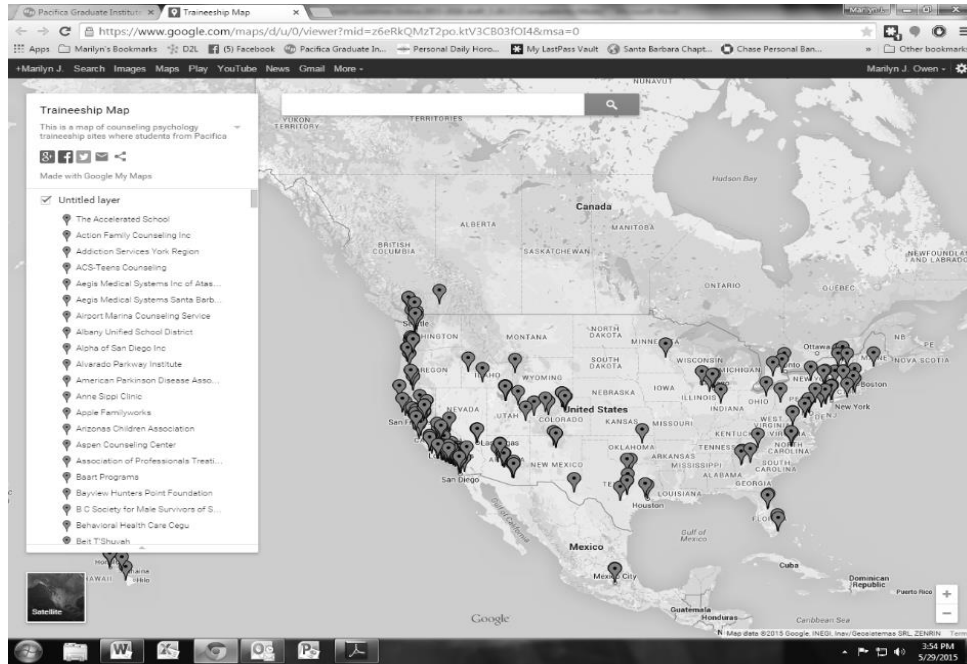 Pacifica Graduate Institut
Traineeship Map
Marilyn J.
https://www.google.com/maps/d/u/0/viewer?mid=z6eRkQMzT2po.ktV3CB03fOI4&msa=0
Apps Marilyn's Bookmarks D2L (5) Facebook Pacifica Graduate In... Personal Daily Horo... My LastPass Vault Santa Barbara Chapt... Chase Personal Ban... » Other bookmarks
+Marilyn J. Search Images Maps Play YouTube News Gmail More -
Marilyn J. Owen -
Traineeship Map
This is a map of counseling psychology
traineeship sites where students from Pacifica
Made with Google My Maps
Untitled layer
The Accelerated School
Action Family Counseling Inc
Addiction Services York Region
ACS-Teens Counseling
Aegis Medical Systems Inc of Atas...
Aegis Medical Systems Santa Barb...
Airport Marina Counseling Service
Albany Unified School District
Alpha of San Diego Inc
Alvarado Parkway Institute
American Parkinson Disease Asso...
Anne Sippi Clinic
Apple Familyworks
Arizonas Children Association
Aspen Counseling Center
Association of Professionals Treati...
Baart Programs
Bayview Hunters Point Foundation
B.C Society for Male Survivors of S...
Behavioral Health Care Cegu
Beit T'Shuvah
Satellite
NUNAVUT
YUKON
TERRITORY
TERRITORIES
Hudson Bay
Canada
ALBERTA
MANITOBA
BRITISH
COLUMBIA
SASKATCHEWAN
NEWFOUNDLAN
AND LABRADO
ONTARIO
QUEBEC
NB
PE
NOVA SCOTIA
Ottawa
MONTANA
NORTH
DAKOTA
SOUTH
DAKOTA
WISCONSIN
MICHIGAN
WYOMING
NEBRASKA
IOWA
ILLINOIS
INDIANA
OHIO
Boston
New York
NEVADA
UTAH
COLORADO
United States
KANSAS
MISSOURI
WEST
VIRGINIA
OKLAHOMA
ARKANSAS
MISSISSIPPI
ALABAMA
GEORGIA
NORTH
CAROLINA
SOUTH
CAROLINA
NEW MEXICO
LOUISIANA
San Diego
Houston
Gulf of
Mexico
Mexico
Mexico City
Cuba
Dominican
Republic
Puerto Rico
Guatemala
Honduras
Caribbean Sea
HAWAII
Hilo
Google
Map data ©2015 Google, INEGI, Inav/Geosistemas SRL, ZENRIN Term
3:54 PM
5/29/2015